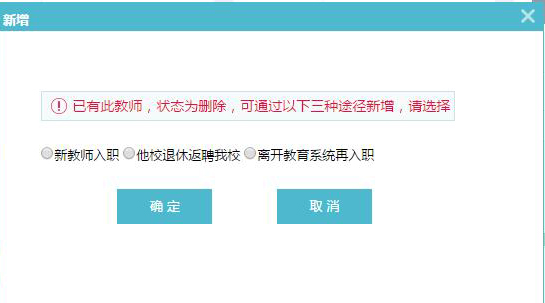 新增
已有此教师，状态为删除，可通过以下三种途径新增，请选择
新教师入职 他校退休返聘我校 离开教育系统再入职
确 定 取 消